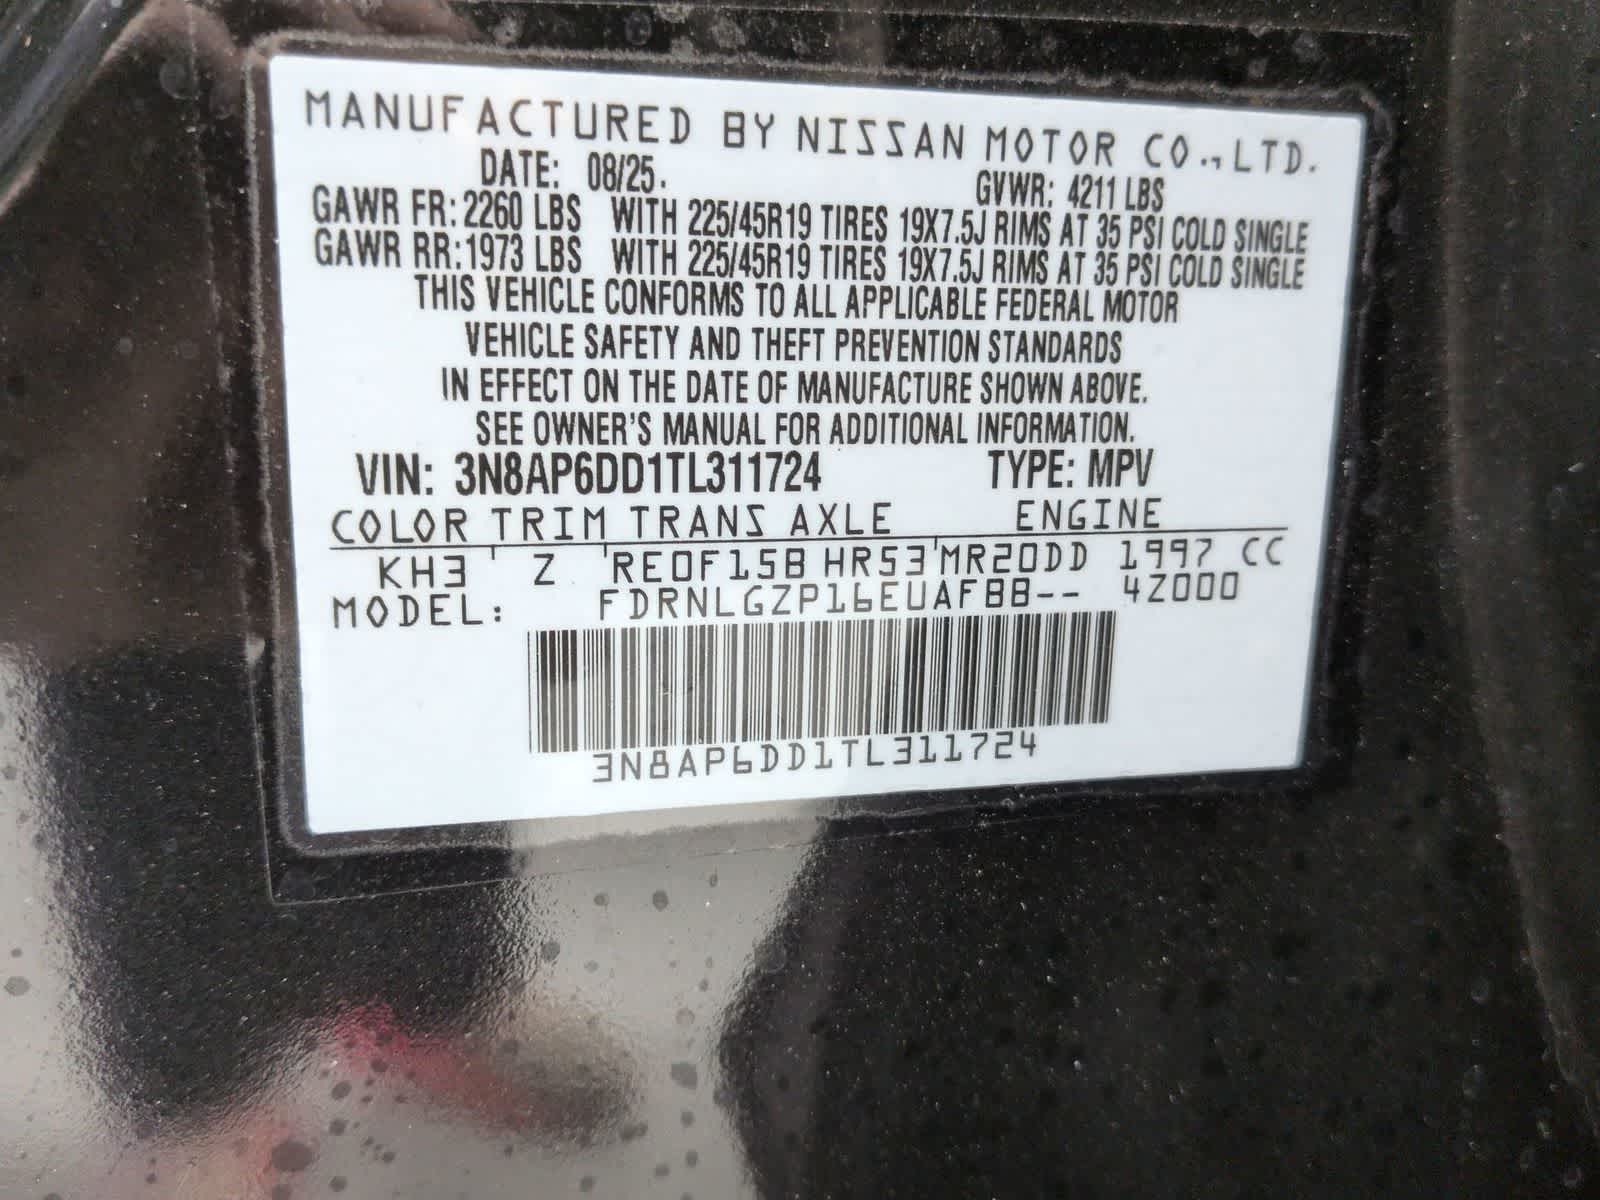 MANUFACTURED BY NISSAN MOTOR CO., LTD.
DATE: 08/25. GVWR: 4211 LBS
GAWR FR: 2260 LBS WITH 225/45R19 TIRES 19X7.5J RIMS AT 35 PSI COLD SINGLE
GAWR RR: 1973 LBS WITH 225/45R19 TIRES 19X7.5J RIMS AT 35 PSI COLD SINGLE
THIS VEHICLE CONFORMS TO ALL APPLICABLE FEDERAL MOTOR
VEHICLE SAFETY AND THEFT PREVENTION STANDARDS
IN EFFECT ON THE DATE OF MANUFACTURE SHOWN ABOVE.
SEE OWNER'S MANUAL FOR ADDITIONAL INFORMATION.
VIN: 3N8AP6DD1TL311724 TYPE: MPV
COLOR TRIM TRANS AXLE ENGINE
KH3 Z RE0F15B HR53 MR20DD 1997 CC
MODEL: FDRNLGZP16EUAFBB-- 4Z000
3N8AP6DD1TL311724